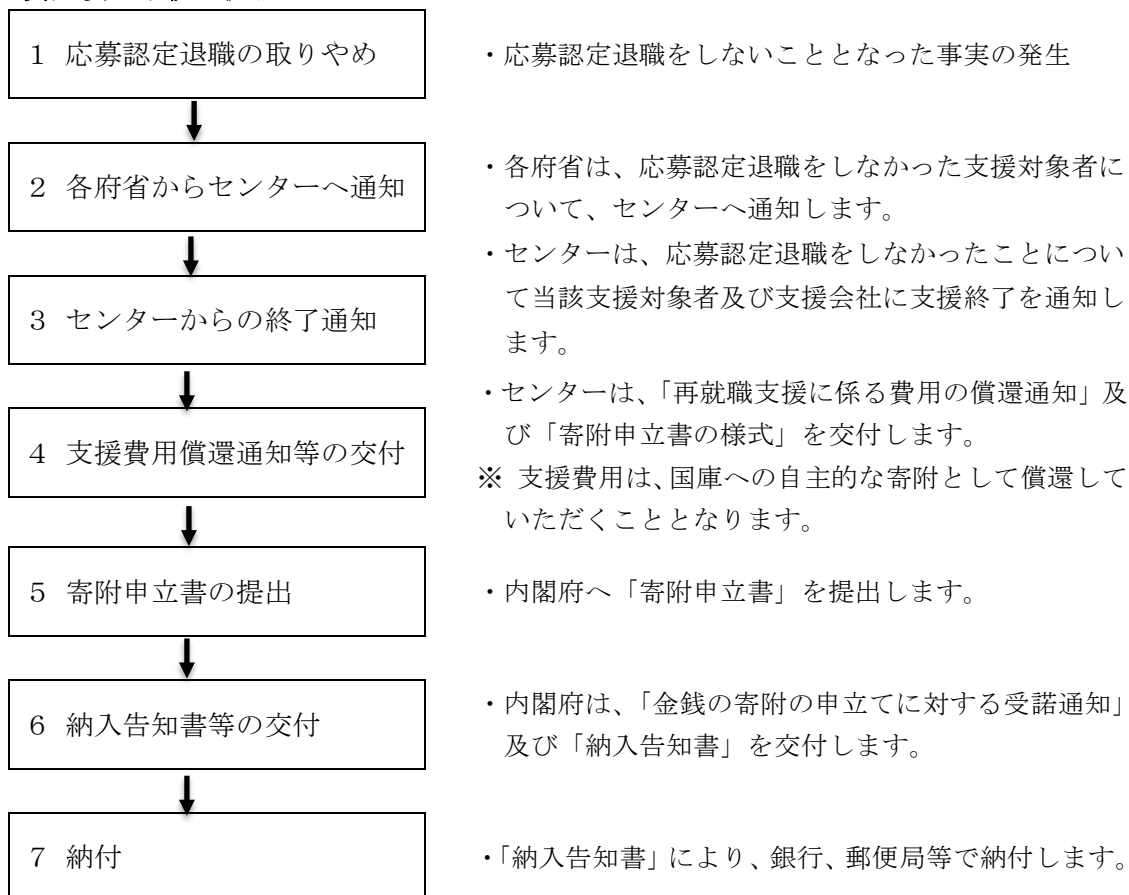 1 応募認定退職の取りやめ
・応募認定退職をしないこととなった事実の発生
2 各府省からセンターへ通知
・各府省は、応募認定退職をしなかった支援対象者に
ついて、センターへ通知します。
3 センターからの終了通知
・センターは、応募認定退職をしなかったことについ
て当該支援対象者及び支援会社に支援終了を通知し
ます。
4 支援費用償還通知等の交付
・センターは、「再就職支援に係る費用の償還通知」及
び「寄附申立書の様式」を交付します。
※ 支援費用は、国庫への自主的な寄附として償還して
いただくこととなります。
5 寄附申立書の提出
・内閣府へ「寄附申立書」を提出します。
6 納入告知書等の交付
・内閣府は、「金銭の寄附の申立てに対する受諾通知」
及び「納入告知書」を交付します。
7 納付
・「納入告知書」により、銀行、郵便局等で納付します。